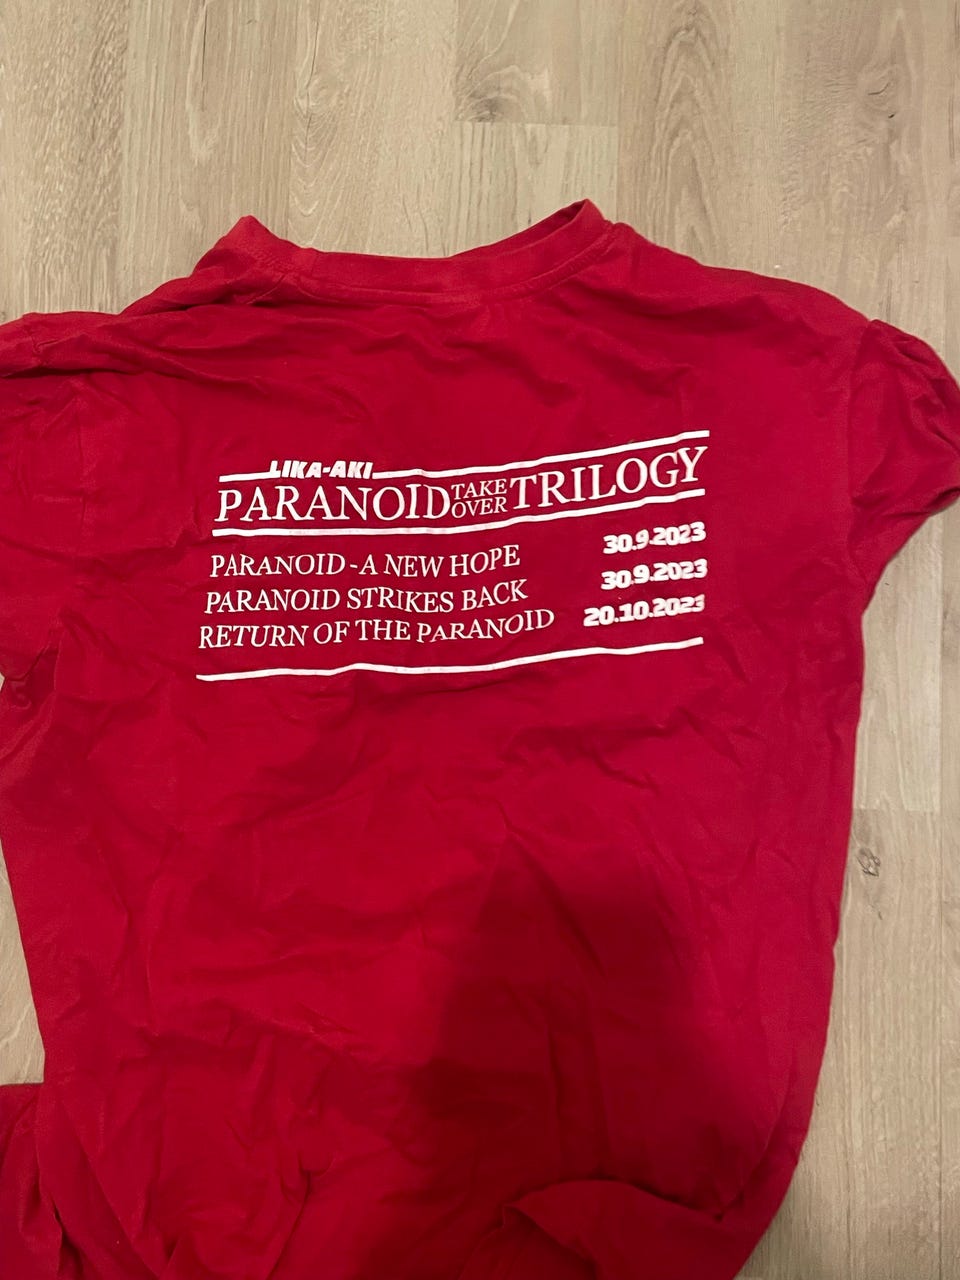 LIKA-AKI
PARANOID TAKE OVER TRILOGY
PARANOID - A NEW HOPE 30.9.2023
PARANOID STRIKES BACK 30.9.2023
RETURN OF THE PARANOID 20.10.2023